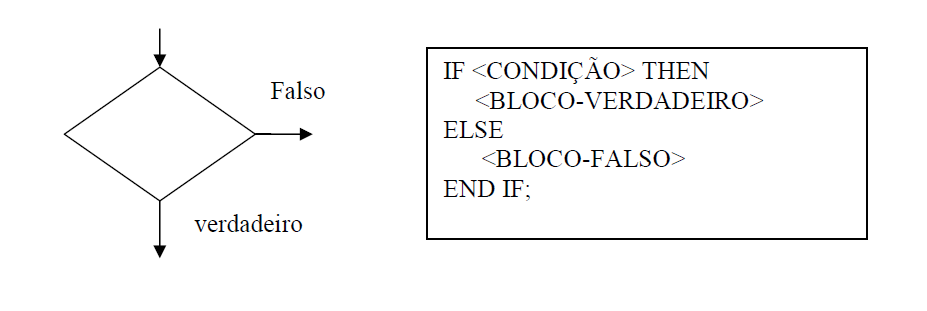 Falso
verdadeiro
IF <CONDIÇÃO> THEN
<BLOCO-VERDADEIRO>
ELSE
<BLOCO-FALSO>
END IF;